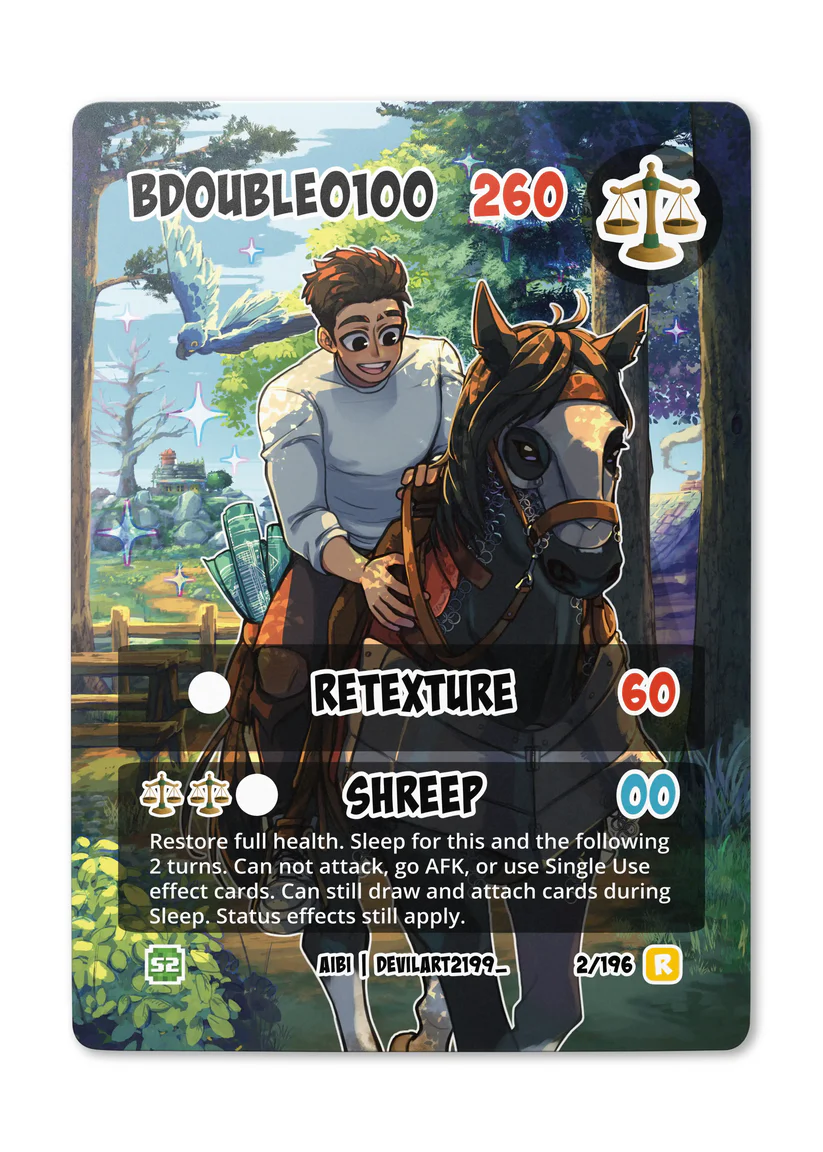 BDOUBLE0100 260
RETEXTURE 60
SHREEP 00
Restore full health. Sleep for this and the following
2 turns. Can not attack, go AFK, or use Single Use
effect cards. Can still draw and attach cards during
Sleep. Status effects still apply.
S2 AIBI | DEVILART2199_ 2/196 R